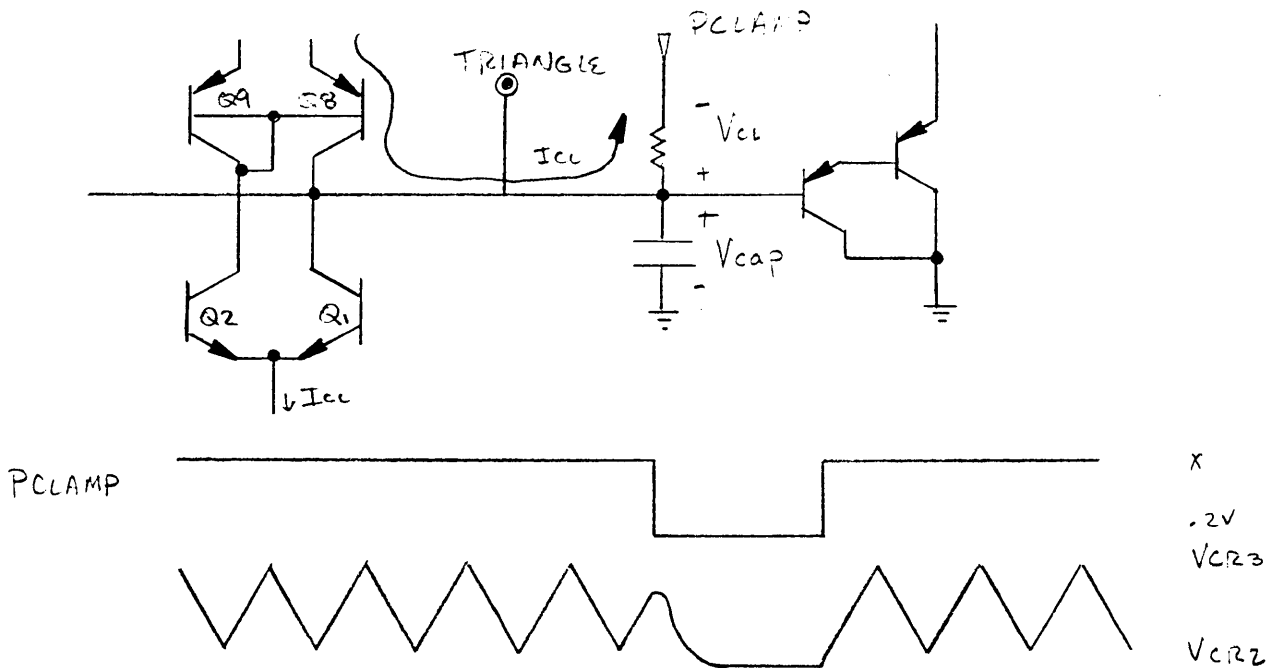 PCLAMP
TRIANGLE
Q9
Q8
- VCL +
ICL
+ Vcap -
Q2
Q1
↓ ICL
PCLAMP
X
.2V
VCR3
VCR2